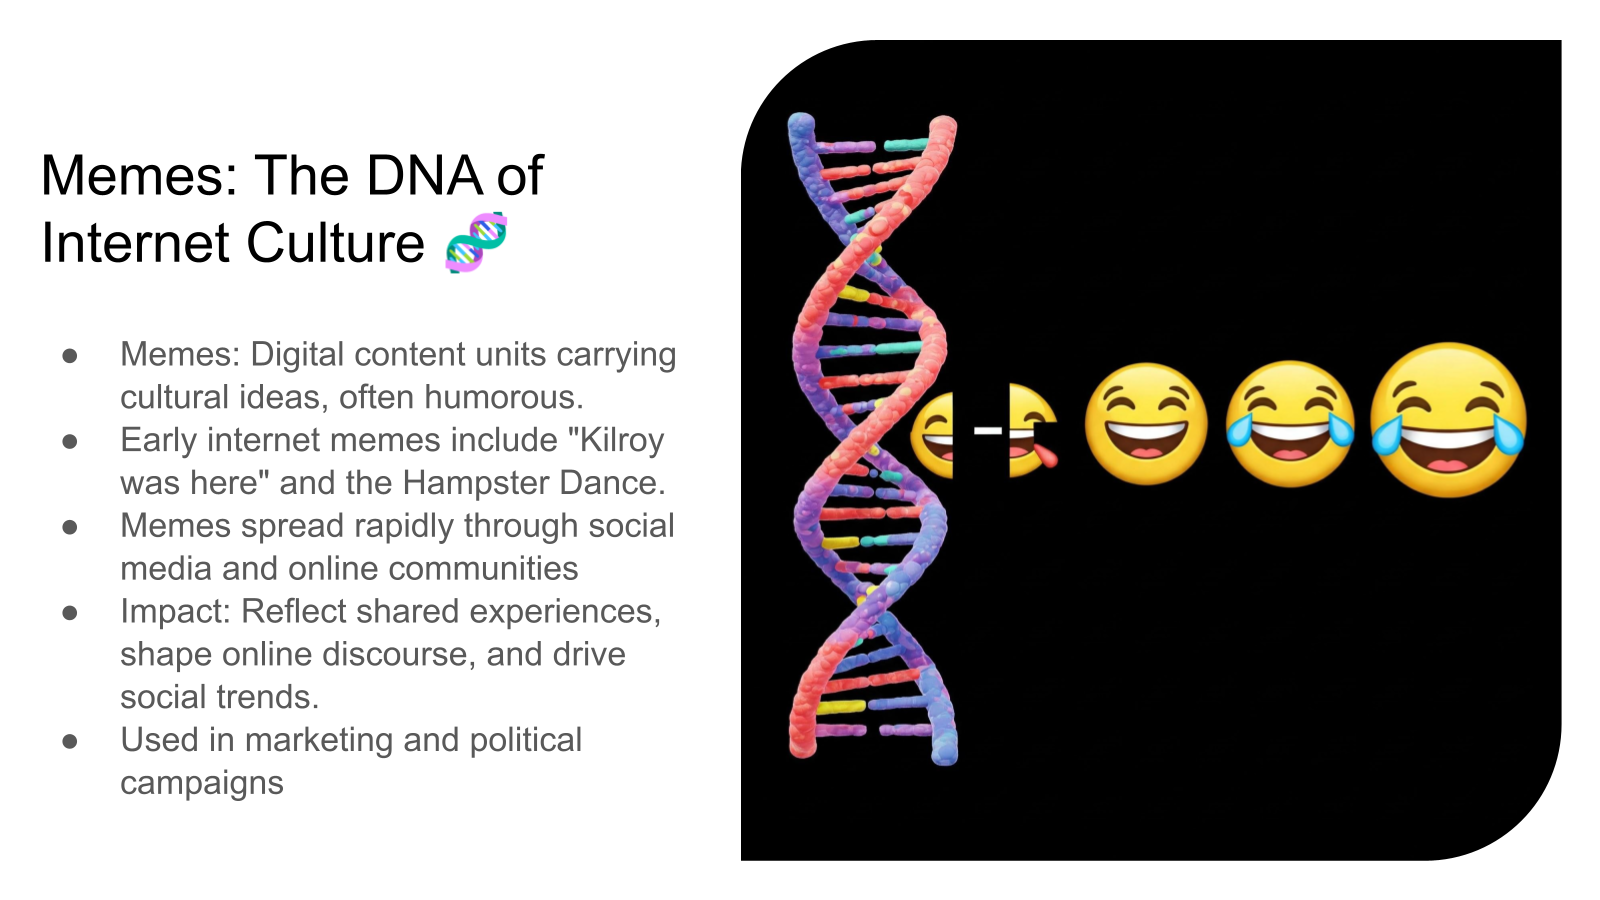 Memes: The DNA of
Internet Culture 🧬
● Memes: Digital content units carrying
cultural ideas, often humorous.
● Early internet memes include "Kilroy
was here" and the Hampster Dance.
● Memes spread rapidly through social
media and online communities
● Impact: Reflect shared experiences,
shape online discourse, and drive
social trends.
● Used in marketing and political
campaigns